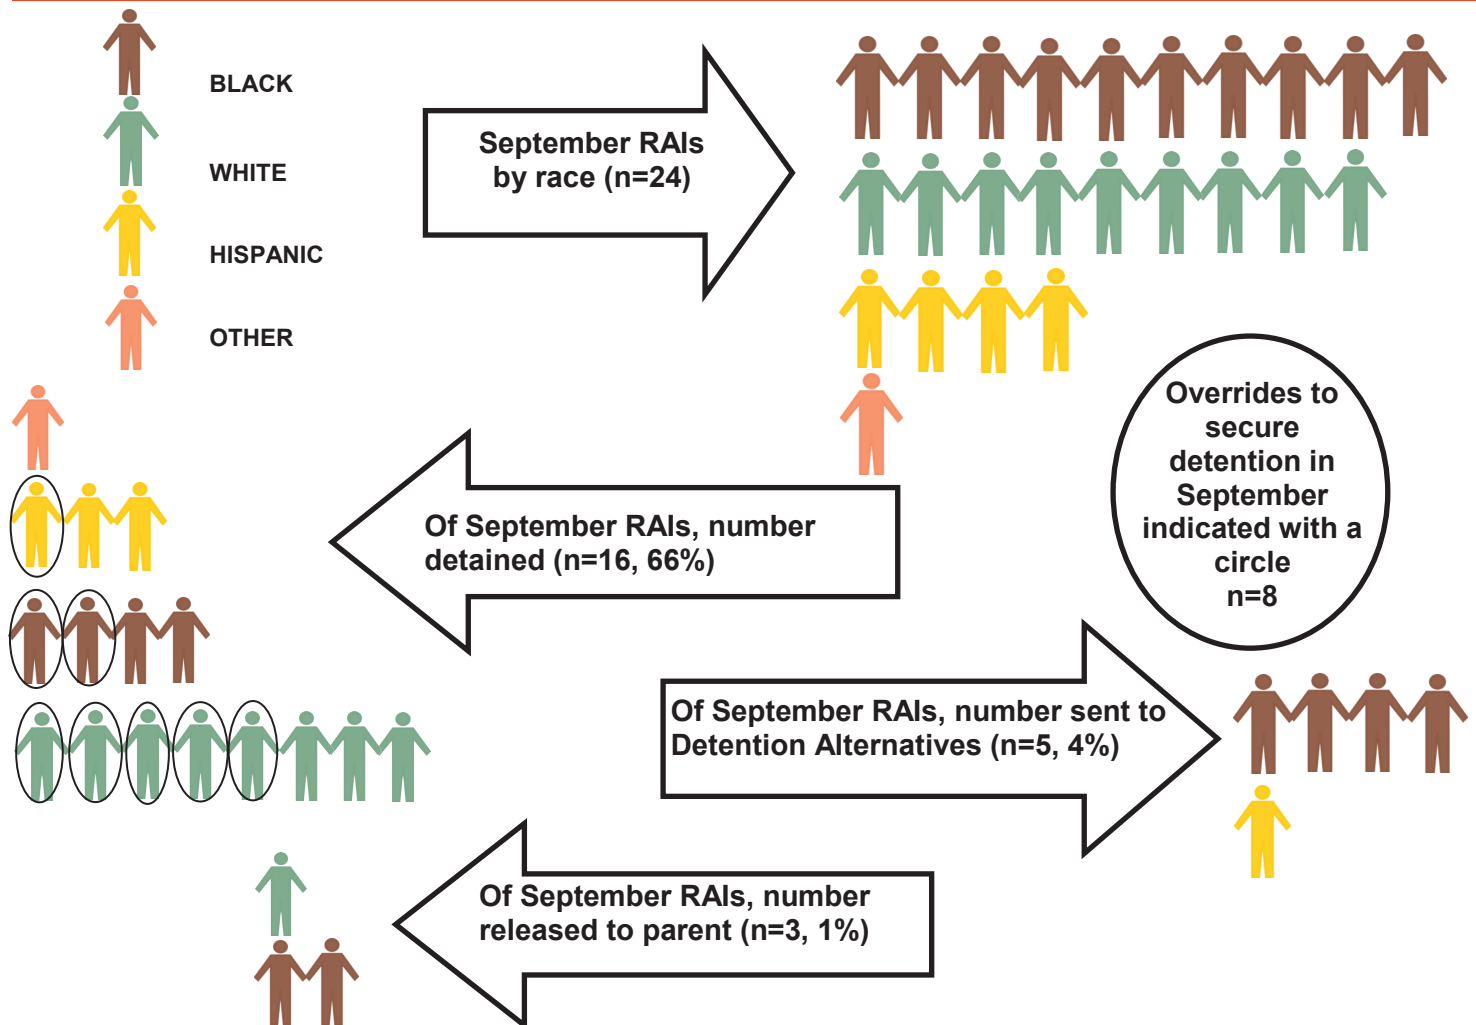 BLACK
WHITE
HISPANIC
OTHER
September RAIs
by race (n=24)
Overrides to
secure
detention in
September
indicated with a
circle
n=8
Of September RAIs, number
detained (n=16, 66%)
Of September RAIs, number sent to
Detention Alternatives (n=5, 4%)
Of September RAIs, number
released to parent (n=3, 1%)